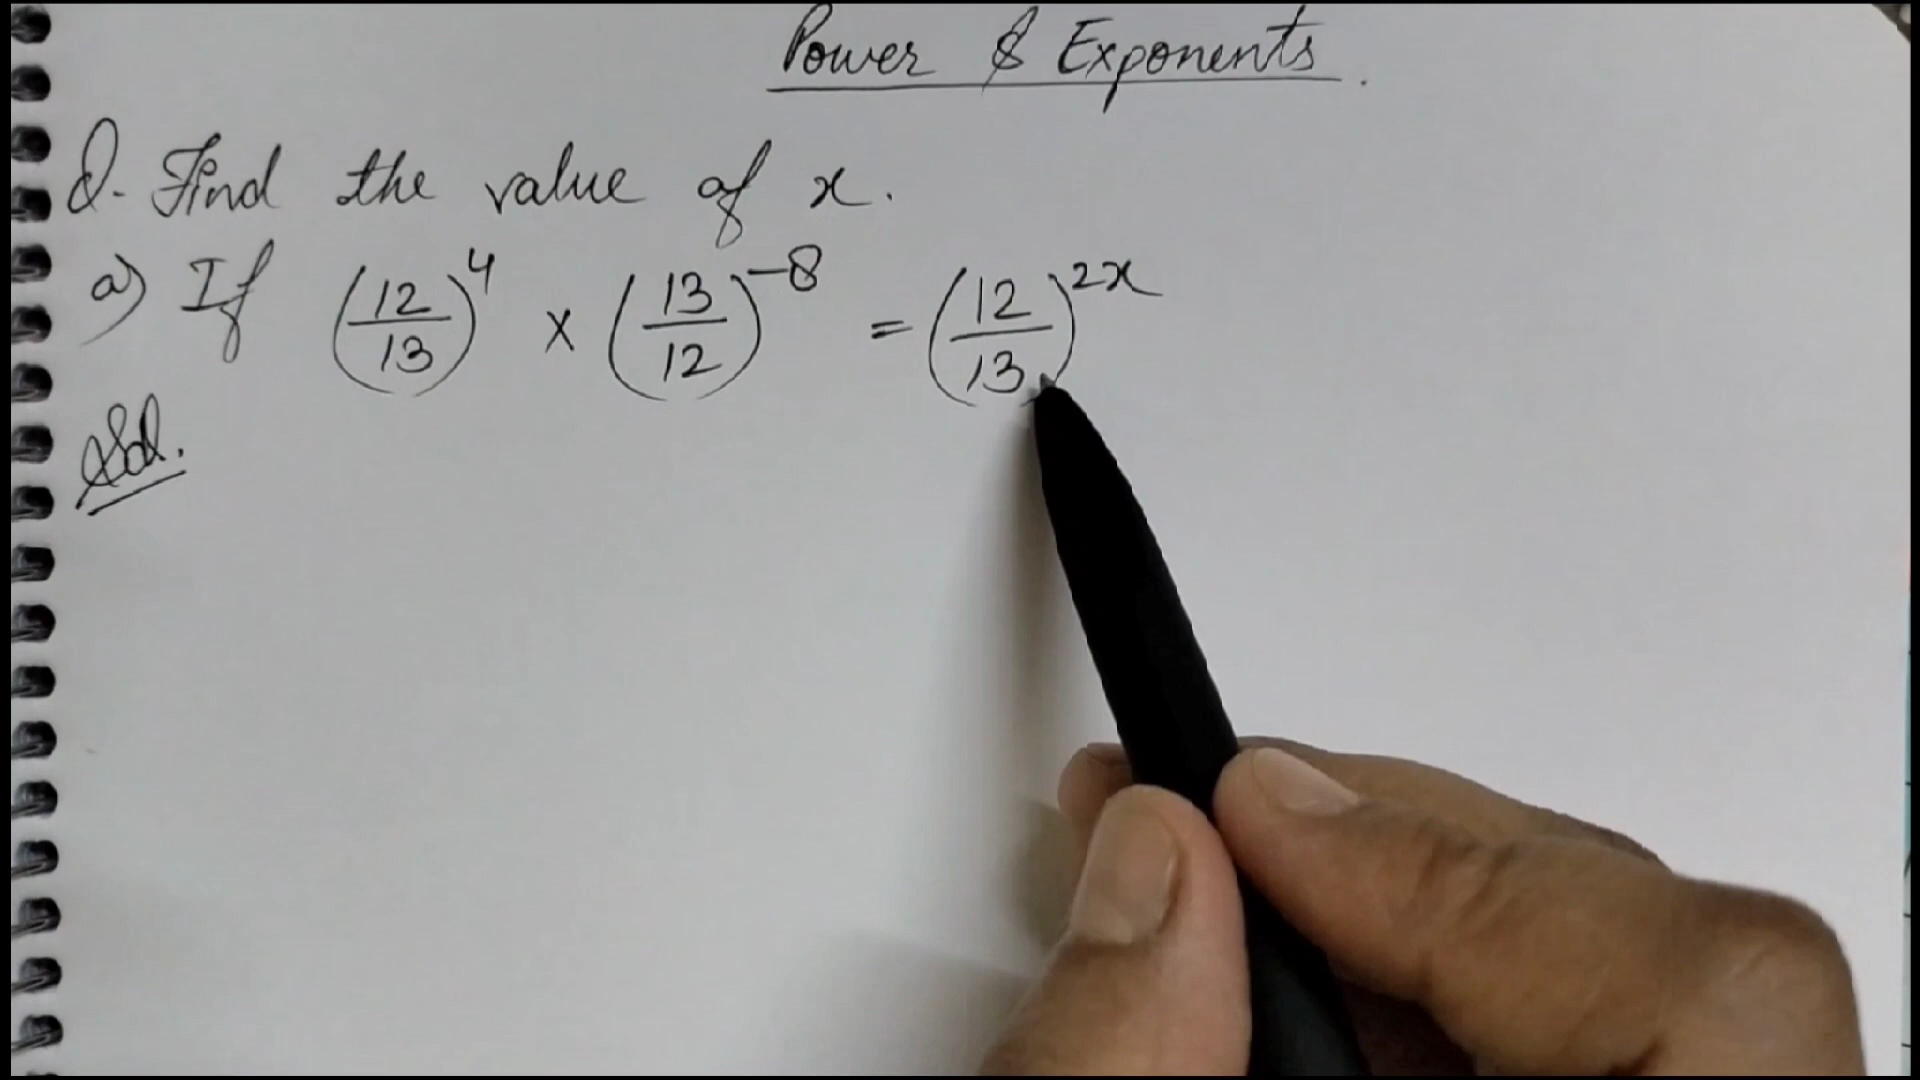 Power & Exponents.
Q. Find the value of x.
a) If (12/13)^4 × (13/12)^-8 = (12/13)^2x
Sol.